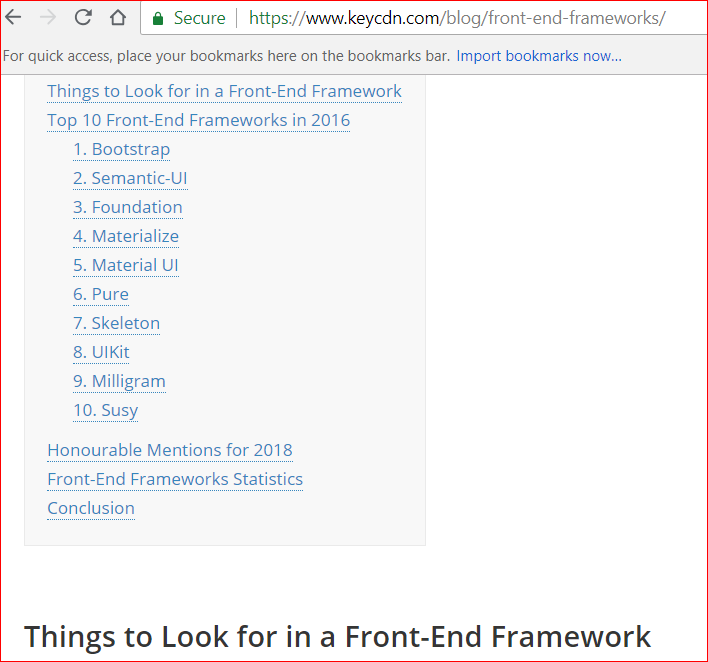 Secure https://www.keycdn.com/blog/front-end-frameworks/
For quick access, place your bookmarks here on the bookmarks bar. Import bookmarks now...
Things to Look for in a Front-End Framework
Top 10 Front-End Frameworks in 2016
1. Bootstrap
2. Semantic-UI
3. Foundation
4. Materialize
5. Material UI
6. Pure
7. Skeleton
8. UIKit
9. Milligram
10. Susy
Honourable Mentions for 2018
Front-End Frameworks Statistics
Conclusion
Things to Look for in a Front-End Framework